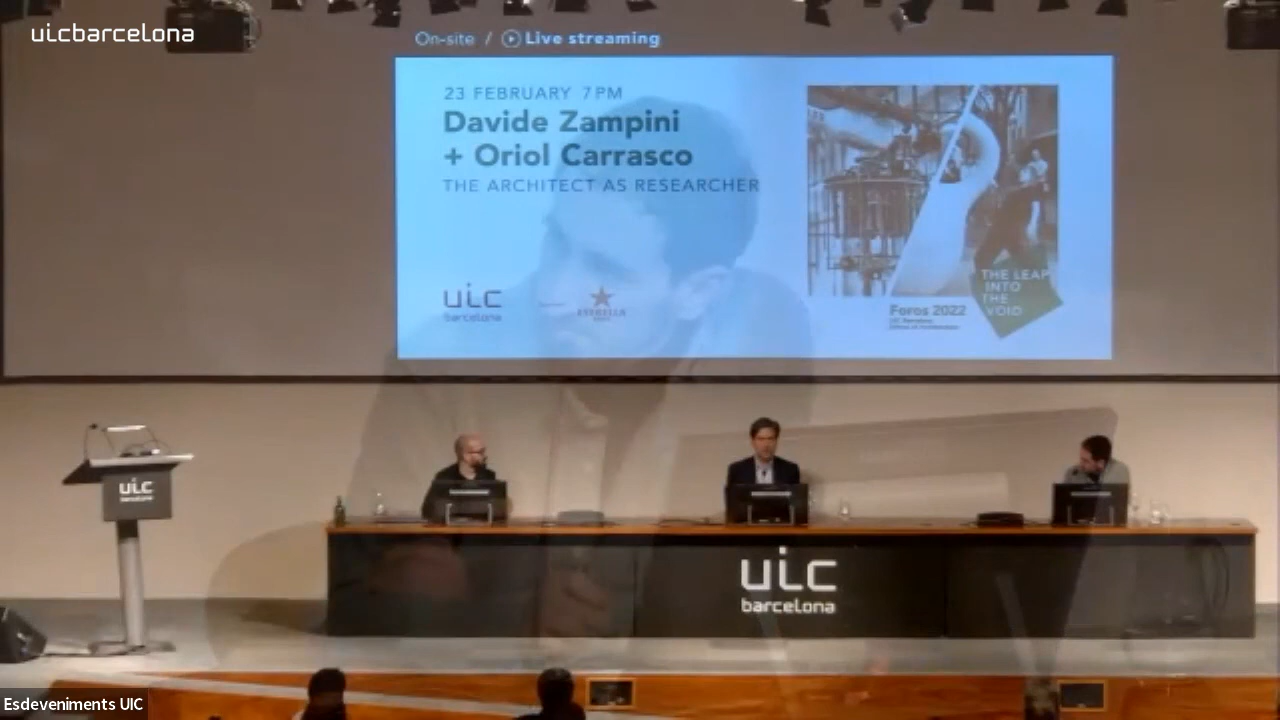 uicbarcelona
On-site / Live streaming
23 FEBRUARY 7PM
Davide Zampini
+ Oriol Carrasco
THE ARCHITECT AS RESEARCHER
uic
barcelona
ESTRELLA
THE LEAP
INTO
THE
VOID
Foros 2022
uic
barcelona
uic
barcelona
Esdeveniments UIC